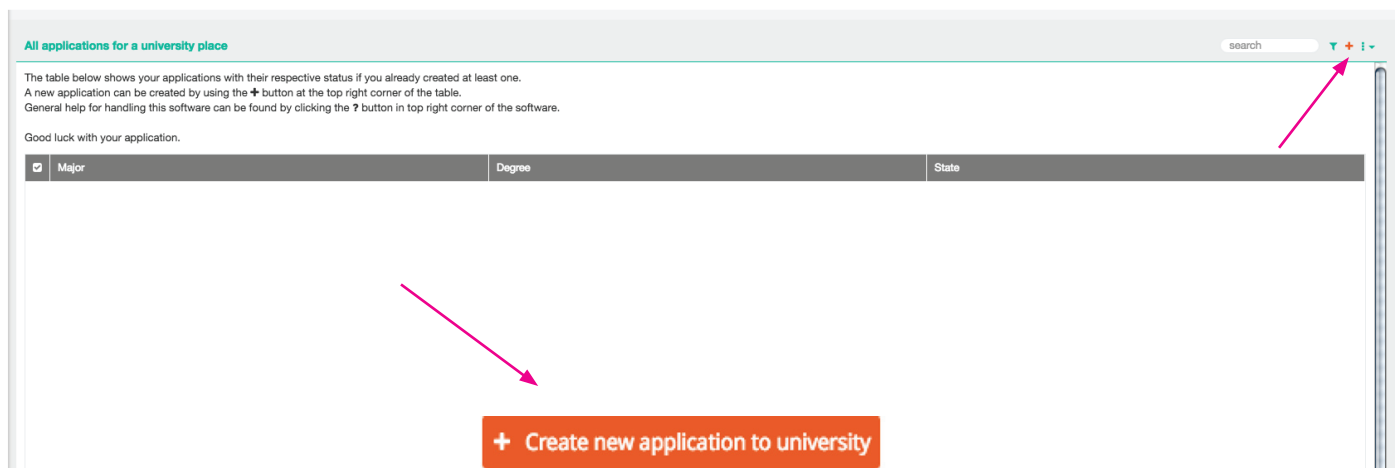 All applications for a university place
search
The table below shows your applications with their respective status if you already created at least one.
A new application can be created by using the + button at the top right corner of the table.
General help for handling this software can be found by clicking the ? button in top right corner of the software.
Good luck with your application.
Major Degree State
+ Create new application to university